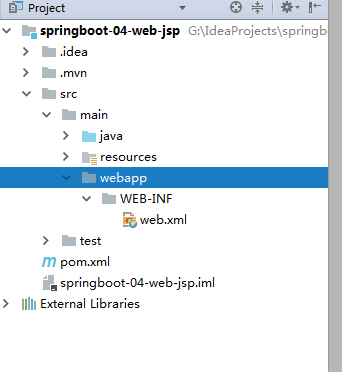 Project
springboot-04-web-jsp G:\IdeaProjects\springb
.idea
.mvn
src
main
java
resources
webapp
WEB-INF
web.xml
test
pom.xml
springboot-04-web-jsp.iml
External Libraries